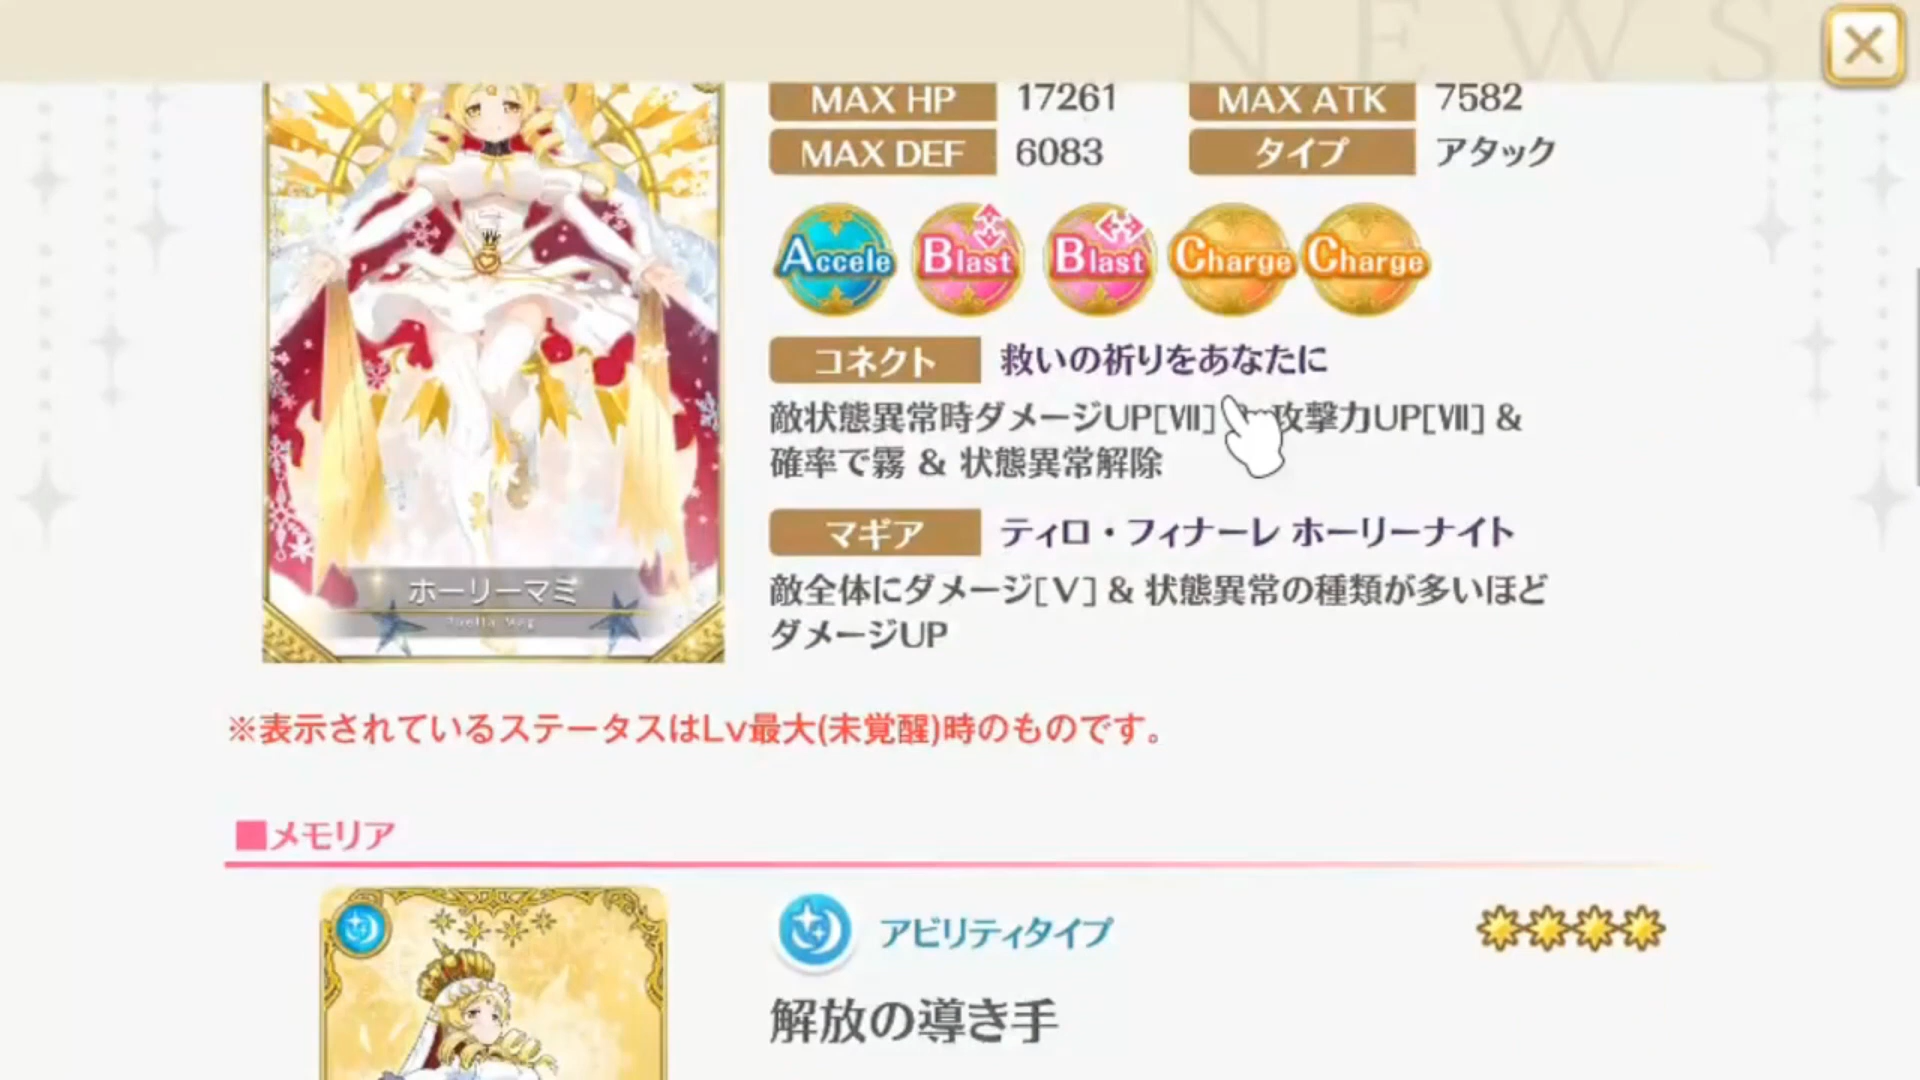 NEWS
MAX HP 17261 MAX ATK 7582
MAX DEF 6083 タイプ アタック
Accele Blast Blast Charge Charge
コネクト 救いの祈りをあなたに
敵状態異常時ダメージUP[Ⅶ] 攻撃力UP[Ⅶ] &
確率で霧 & 状態異常解除
マギア ティロ・フィナーレ ホーリーナイト
敵全体にダメージ[Ⅴ] & 状態異常の種類が多いほど
ダメージUP
ホーリーマミ
※表示されているステータスはLv最大(未覚醒)時のものです。
■メモリア
アビリティタイプ
解放の導き手